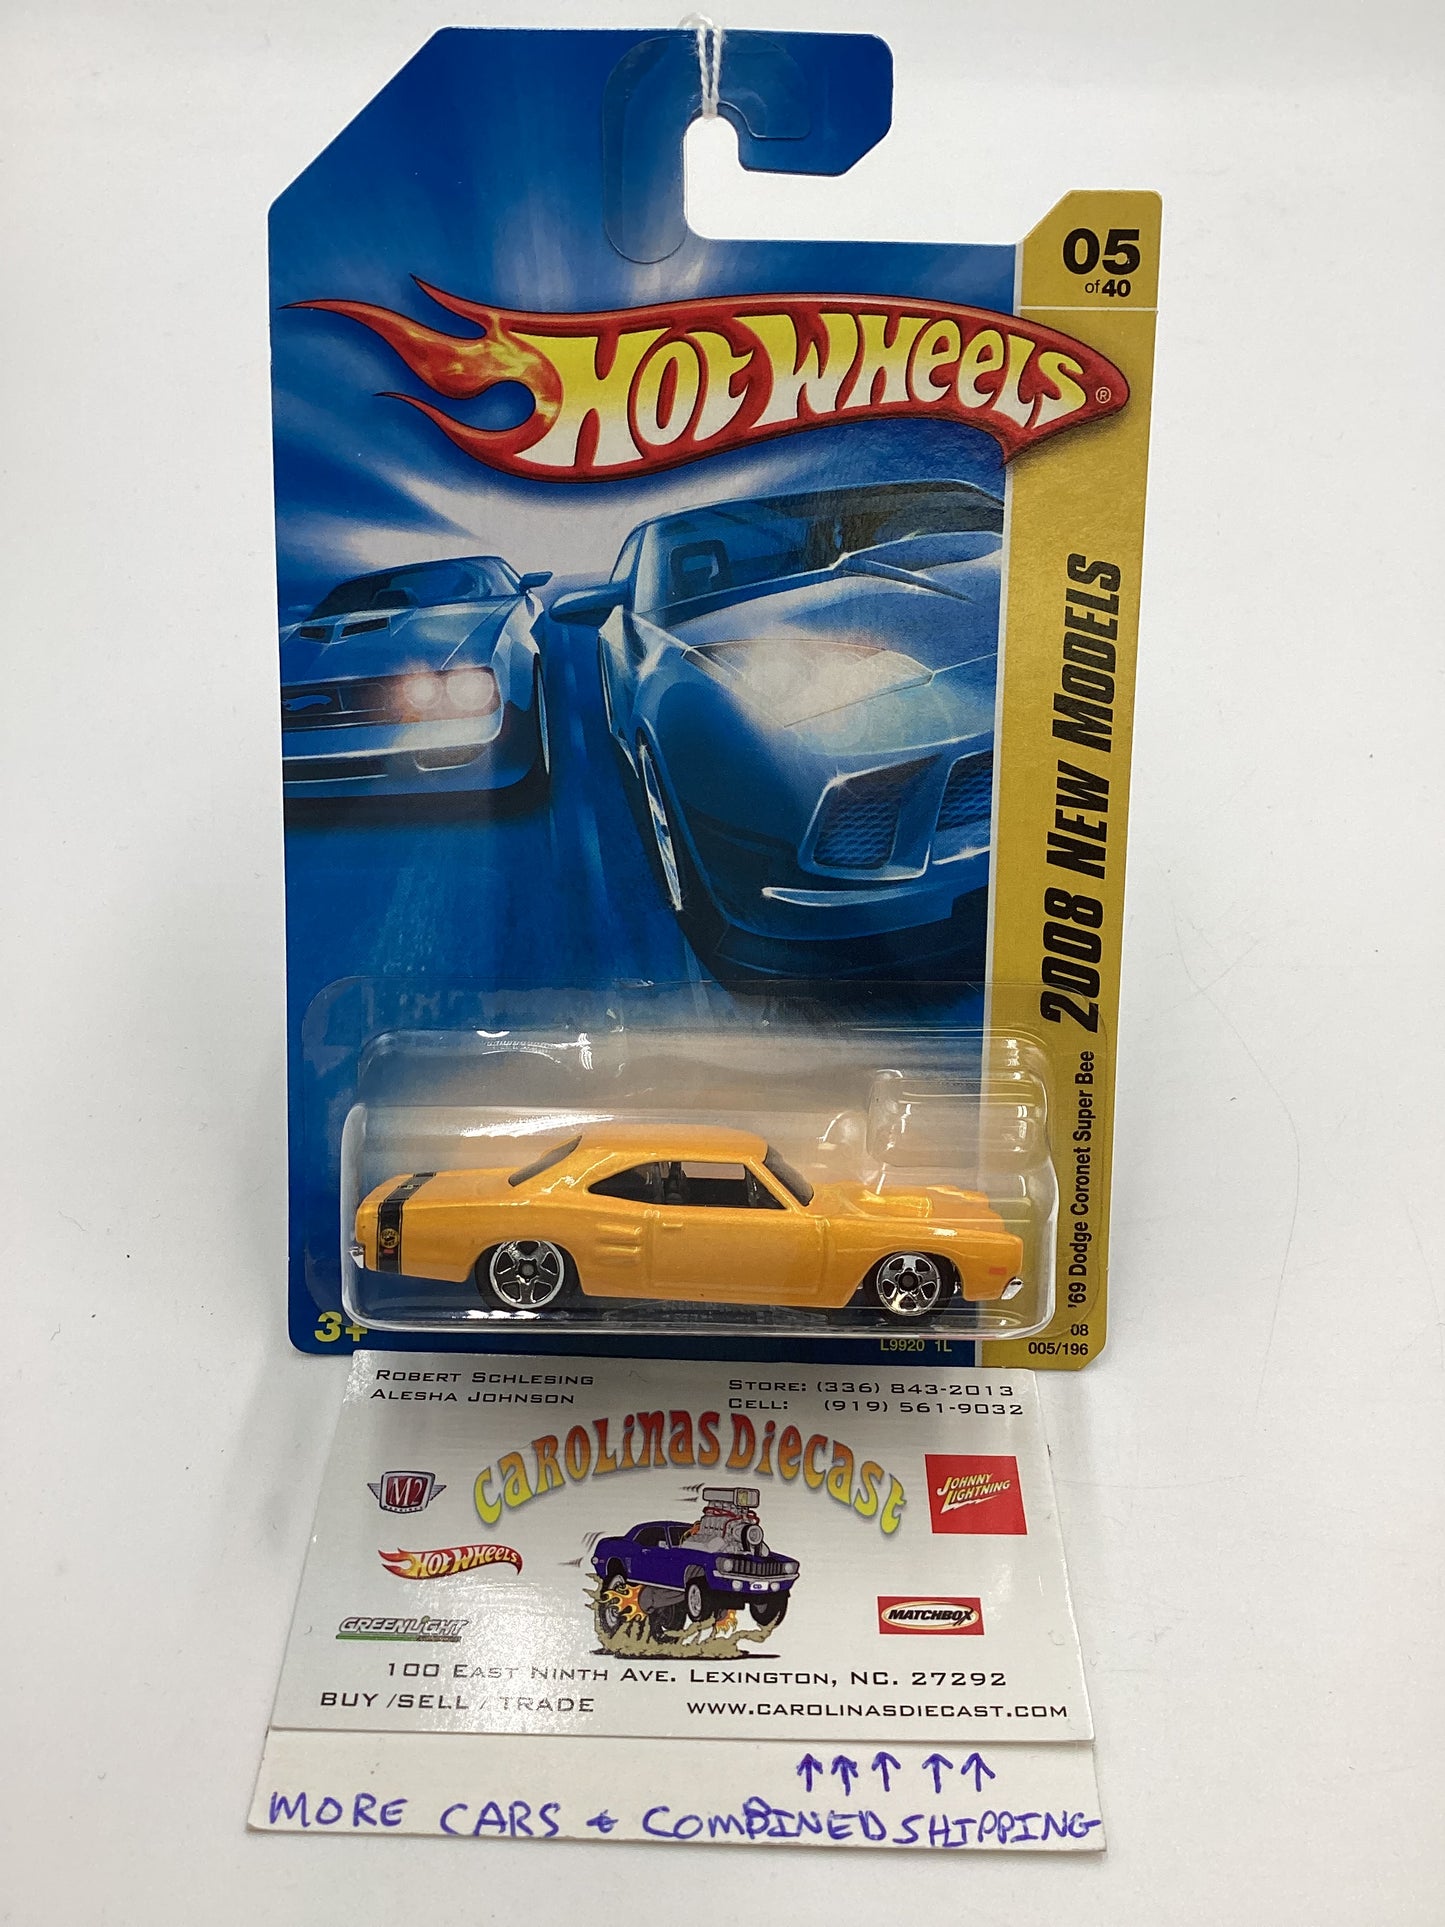 05
of 40
HOT WHEELS ®
2008 NEW MODELS
'69 Dodge Coronet Super Bee
3+
L9920 1L
08
005/196
ROBERT SCHLESING
ALESHA JOHNSON
STORE: (336) 843-2013
CELL: (919) 561-9032
CAROLINAS DIECAST
M2
JOHNNY LIGHTNING
HOT WHEELS
GREENLIGHT
MATCHBOX
100 EAST NINTH AVE. LEXINGTON, NC. 27292
BUY /SELL / TRADE
WWW.CAROLINASDIECAST.COM
↑↑↑ ↑↑
MORE CARS & COMBINED SHIPPING